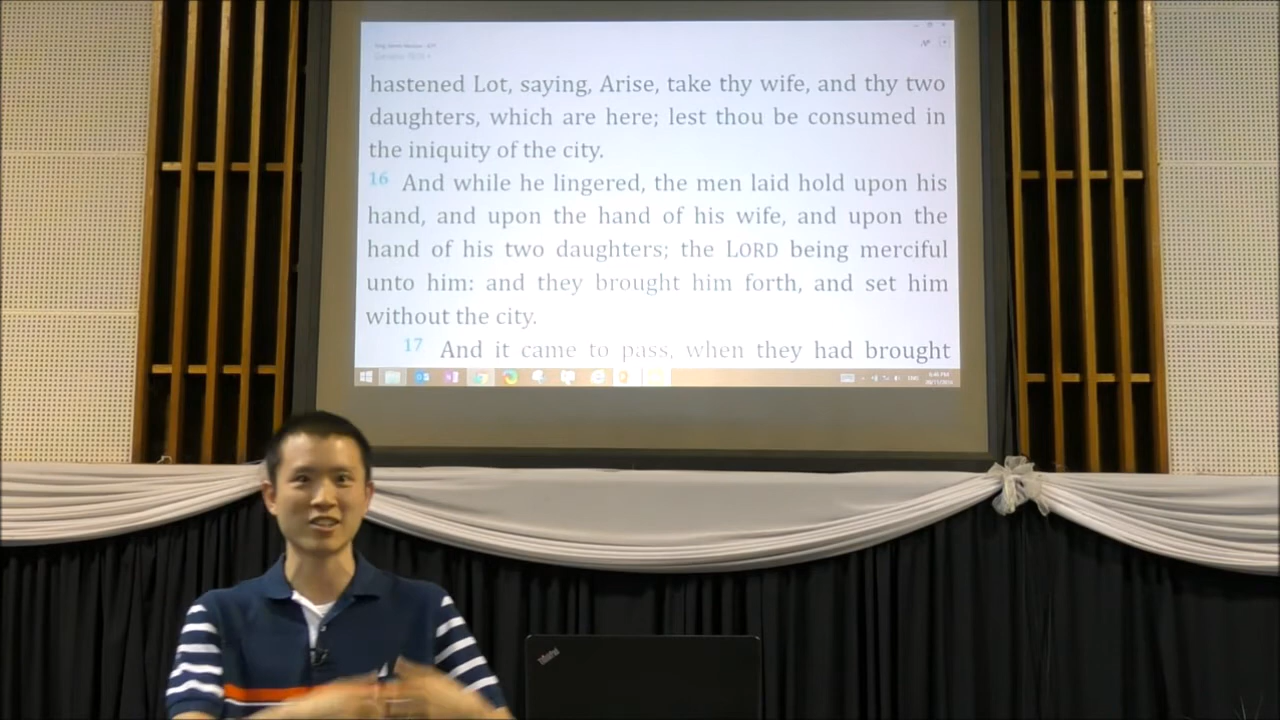 hastened Lot, saying, Arise, take thy wife, and thy two
daughters, which are here; lest thou be consumed in
the iniquity of the city.
16 And while he lingered, the men laid hold upon his
hand, and upon the hand of his wife, and upon the
hand of his two daughters; the LORD being merciful
unto him: and they brought him forth, and set him
without the city.
17 And it came to pass, when they had brought